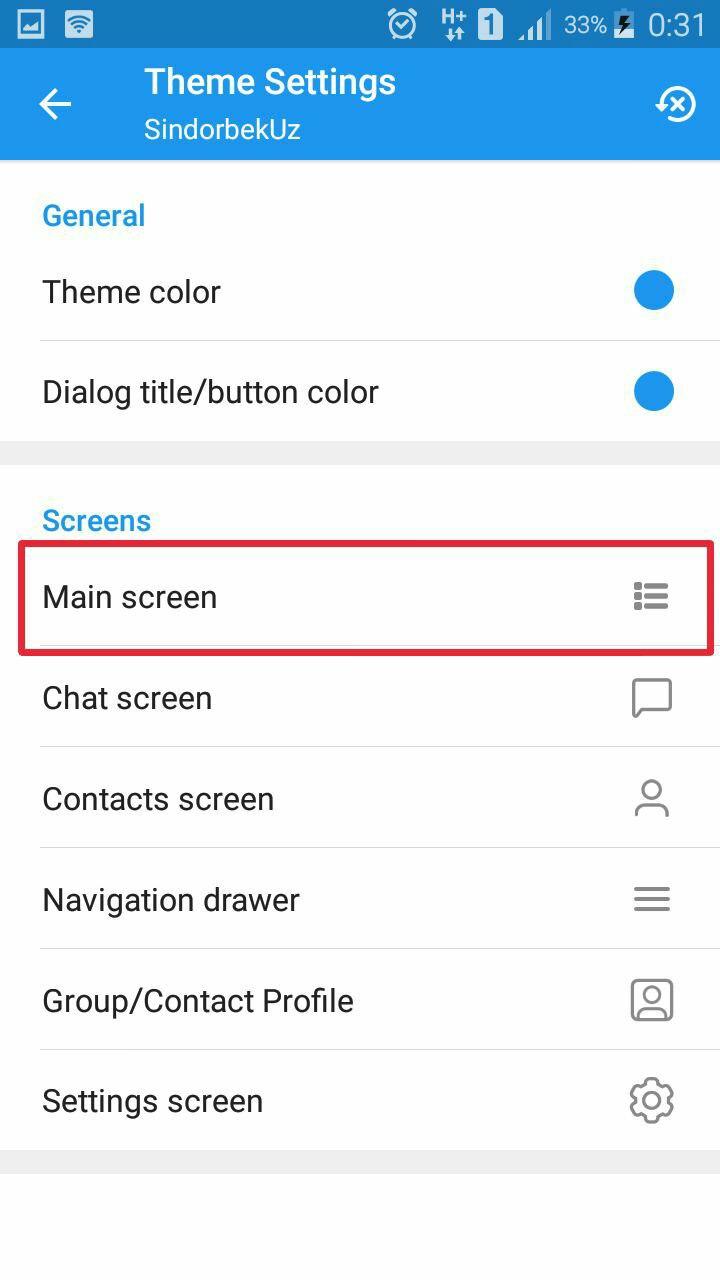 H+ 1 33% 0:31
Theme Settings
SindorbekUz
General
Theme color
Dialog title/button color
Screens
Main screen
Chat screen
Contacts screen
Navigation drawer
Group/Contact Profile
Settings screen